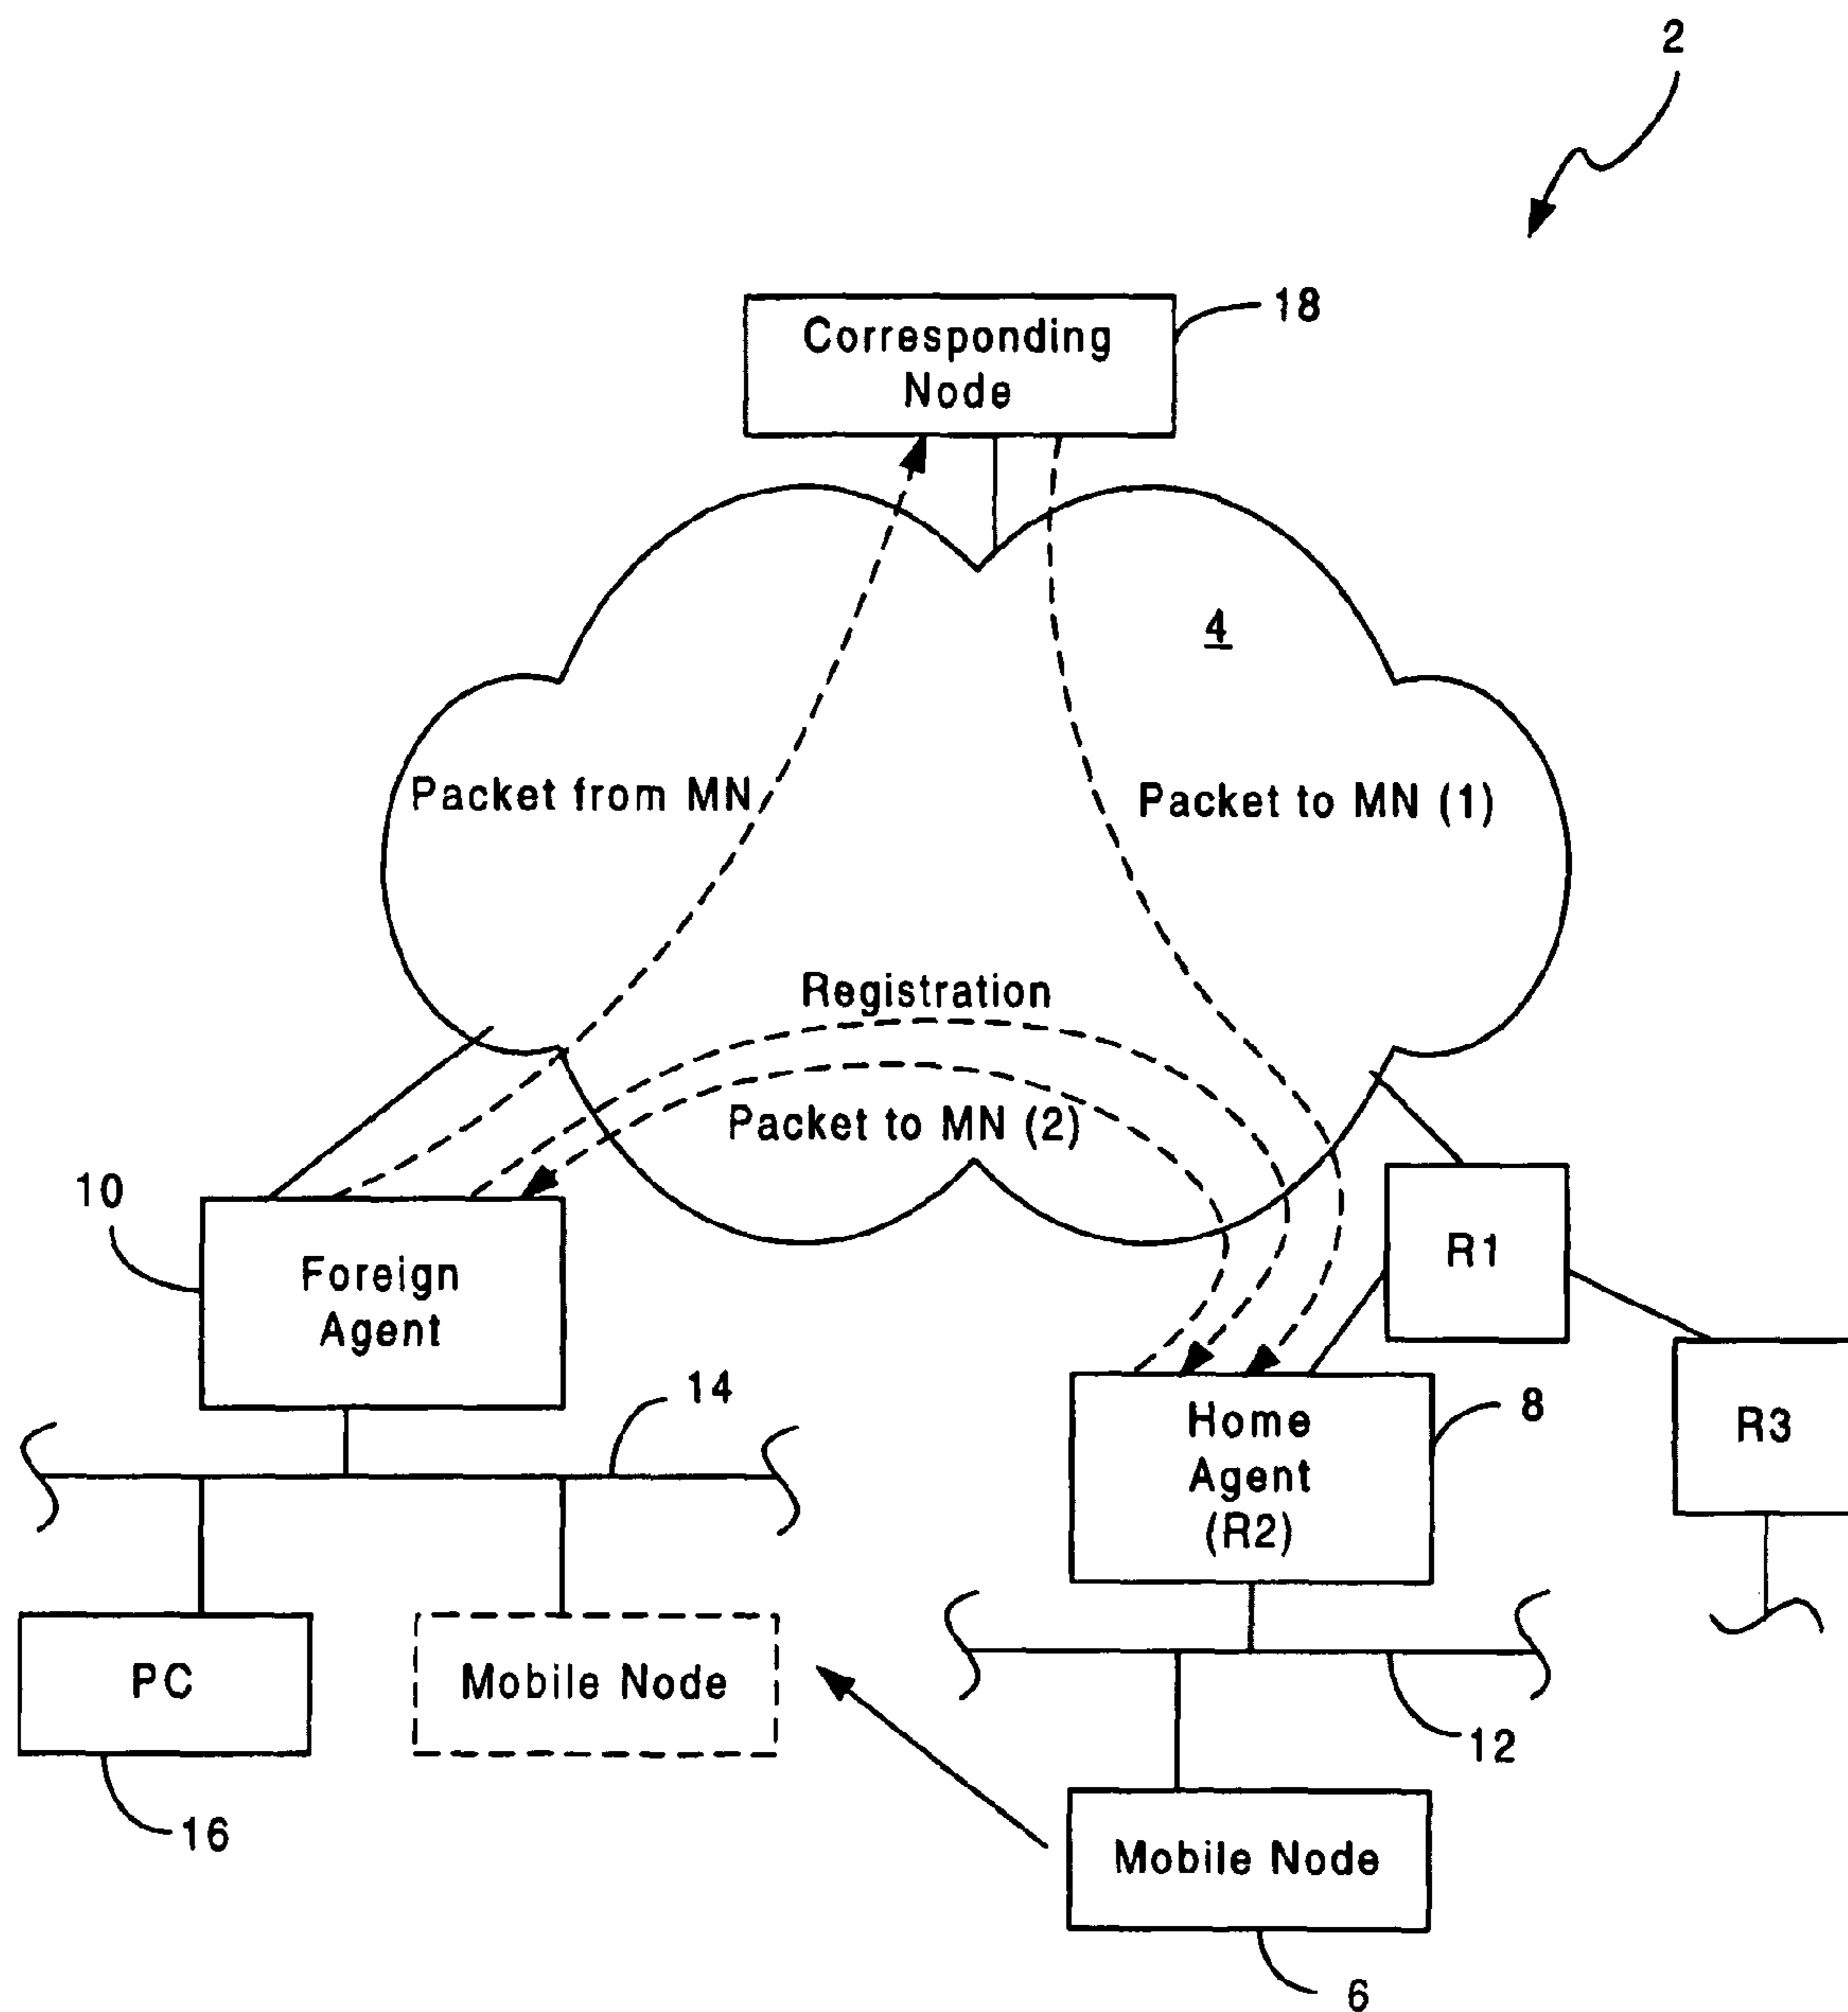 2
Corresponding
Node
18
4
Packet from MN
Packet to MN (1)
Registration
Packet to MN (2)
10
Foreign
Agent
R1
14
Home
Agent
(R2)
8
R3
PC
Mobile Node
12
16
Mobile Node
6